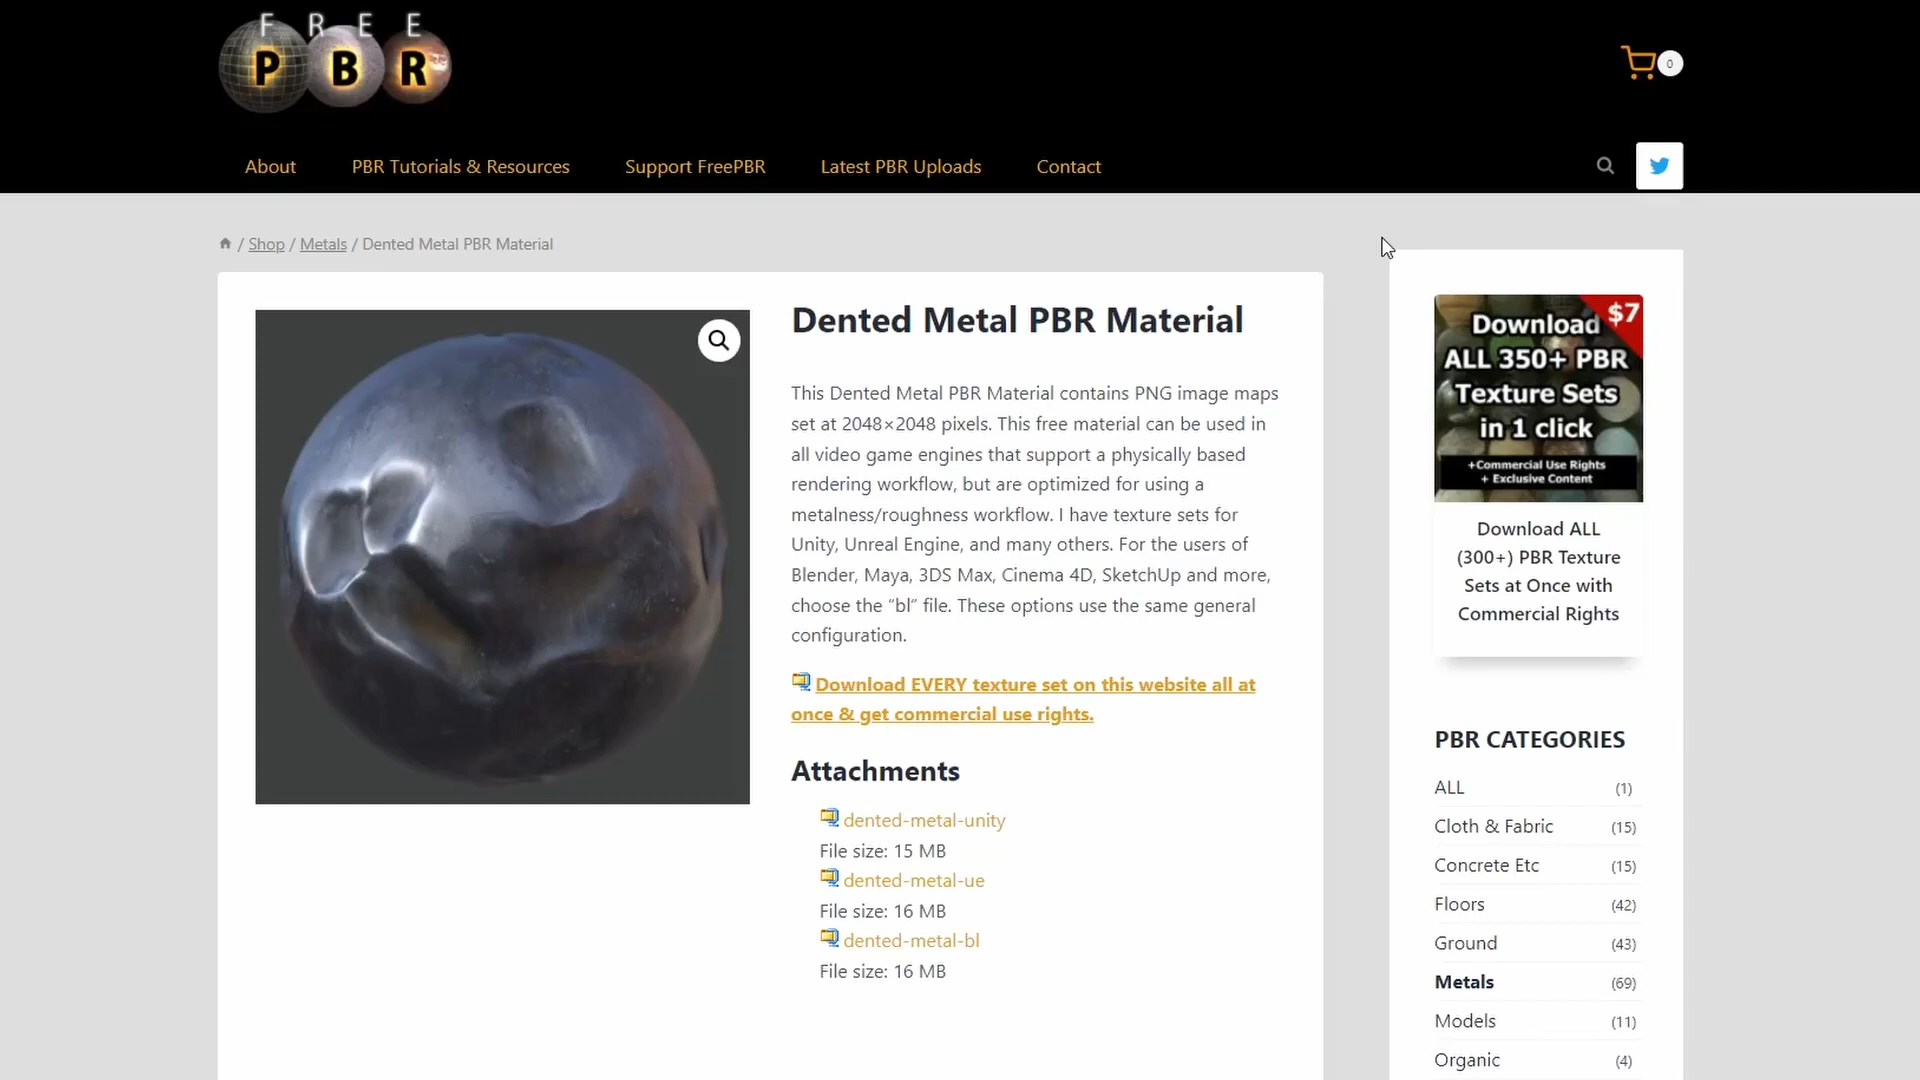 FREE
PBR
0
About
PBR Tutorials & Resources
Support FreePBR
Latest PBR Uploads
Contact
/ Shop / Metals / Dented Metal PBR Material
Dented Metal PBR Material
This Dented Metal PBR Material contains PNG image maps
set at 2048×2048 pixels. This free material can be used in
all video game engines that support a physically based
rendering workflow, but are optimized for using a
metalness/roughness workflow. I have texture sets for
Unity, Unreal Engine, and many others. For the users of
Blender, Maya, 3DS Max, Cinema 4D, SketchUp and more,
choose the “bl” file. These options use the same general
configuration.
Download EVERY texture set on this website all at
once & get commercial use rights.
Attachments
dented-metal-unity
File size: 15 MB
dented-metal-ue
File size: 16 MB
dented-metal-bl
File size: 16 MB
$7
Download
ALL 350+ PBR
Texture Sets
in 1 click
+Commercial Use Rights
+ Exclusive Content
Download ALL
(300+) PBR Texture
Sets at Once with
Commercial Rights
PBR CATEGORIES
ALL (1)
Cloth & Fabric (15)
Concrete Etc (15)
Floors (42)
Ground (43)
Metals (69)
Models (11)
Organic (4)